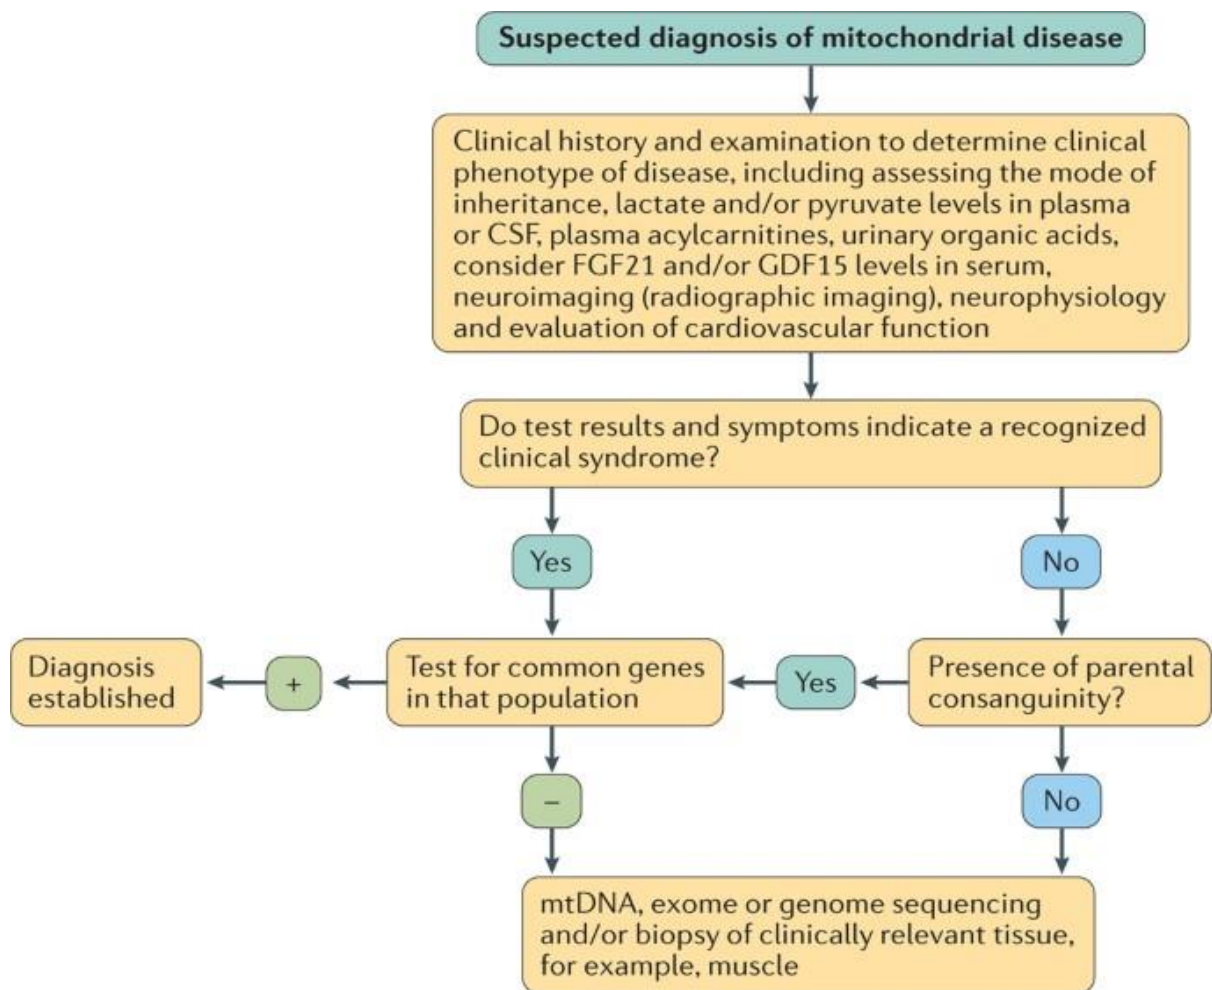 Suspected diagnosis of mitochondrial disease
Clinical history and examination to determine clinical
phenotype of disease, including assessing the mode of
inheritance, lactate and/or pyruvate levels in plasma
or CSF, plasma acylcarnitines, urinary organic acids,
consider FGF21 and/or GDF15 levels in serum,
neuroimaging (radiographic imaging), neurophysiology
and evaluation of cardiovascular function
Do test results and symptoms indicate a recognized
clinical syndrome?
Yes
No
Diagnosis
established
+
Test for common genes
in that population
Yes
Presence of parental
consanguinity?
–
No
mtDNA, exome or genome sequencing
and/or biopsy of clinically relevant tissue,
for example, muscle